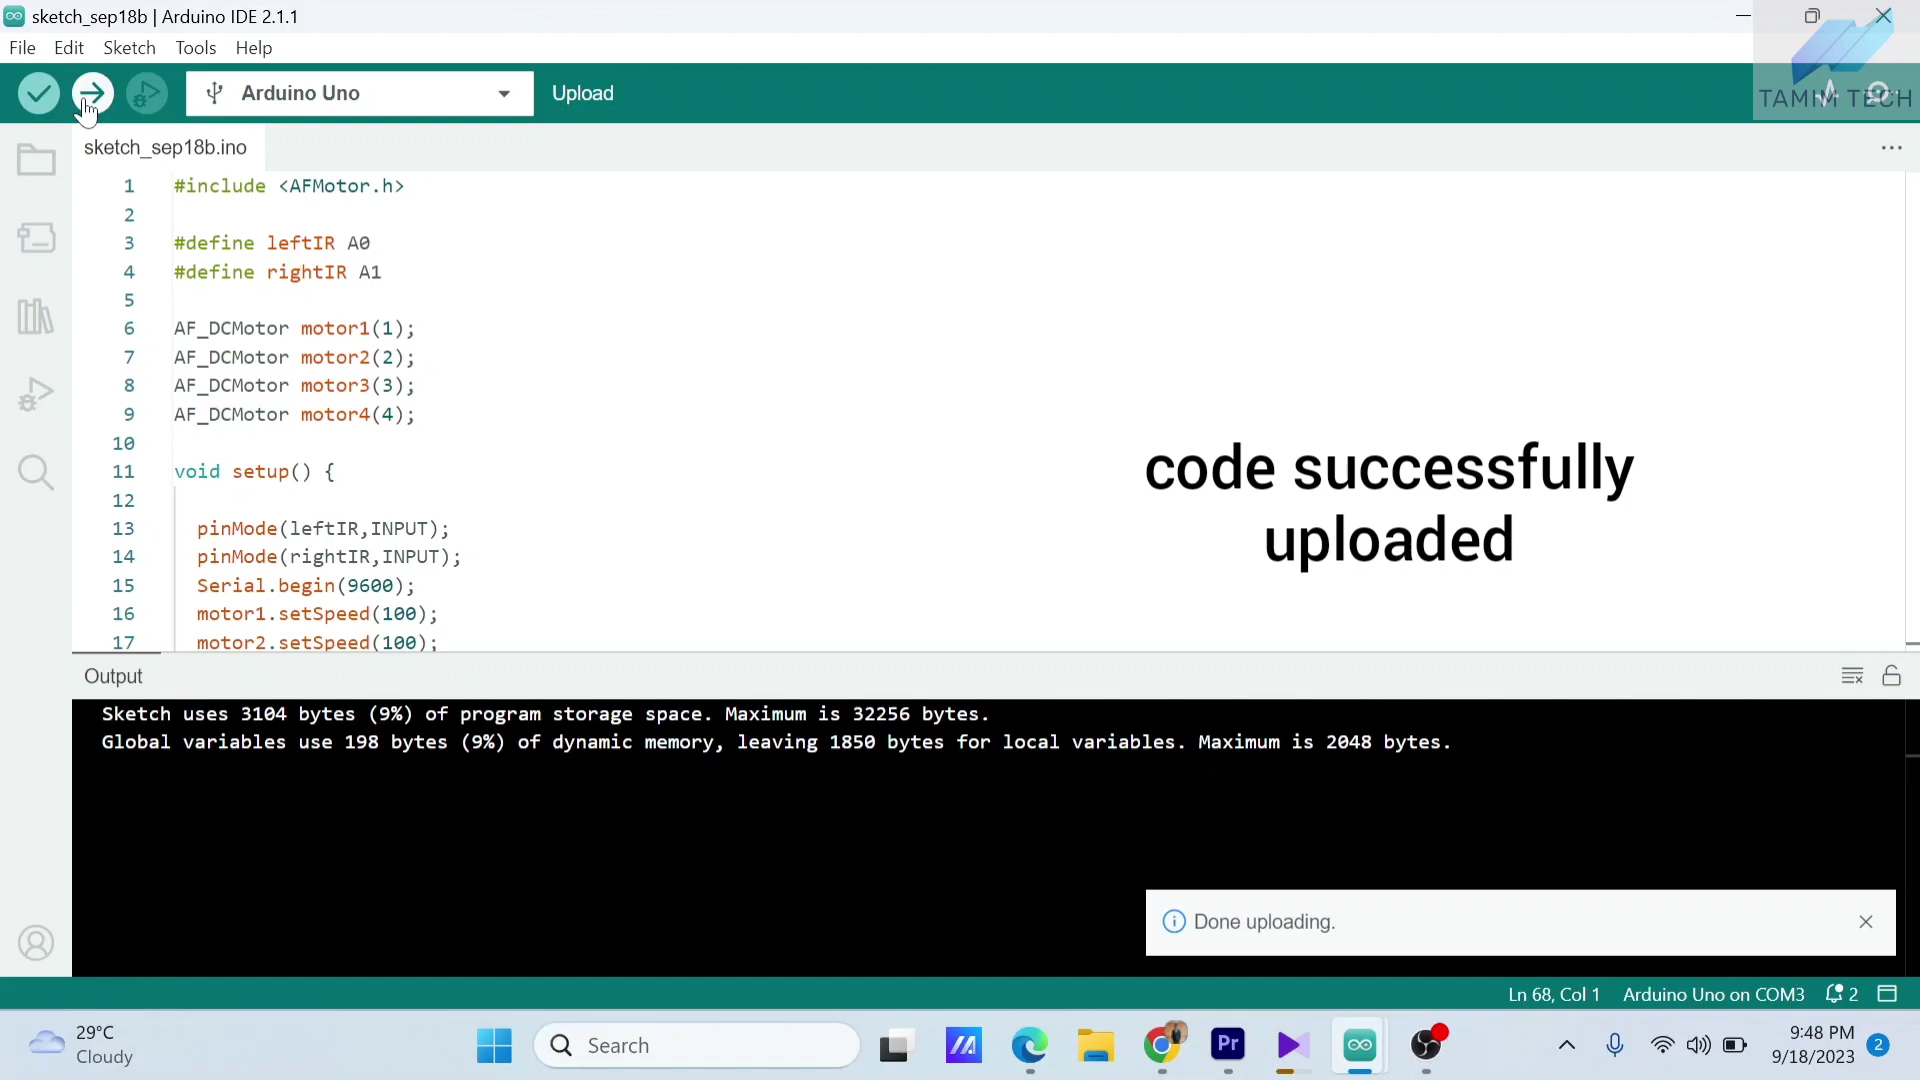 sketch_sep18b | Arduino IDE 2.1.1
File Edit Sketch Tools Help
Arduino Uno
Upload
TAMIM TECH
sketch_sep18b.ino
1 #include <AFMotor.h>
2
3 #define leftIR A0
4 #define rightIR A1
5
6 AF_DCMotor motor1(1);
7 AF_DCMotor motor2(2);
8 AF_DCMotor motor3(3);
9 AF_DCMotor motor4(4);
10
11 void setup() {
12
13 pinMode(leftIR,INPUT);
14 pinMode(rightIR,INPUT);
15 Serial.begin(9600);
16 motor1.setSpeed(100);
17 motor2.setSpeed(100);
code successfully
uploaded
Output
Sketch uses 3104 bytes (9%) of program storage space. Maximum is 32256 bytes.
Global variables use 198 bytes (9%) of dynamic memory, leaving 1850 bytes for local variables. Maximum is 2048 bytes.
Done uploading.
Ln 68, Col 1 Arduino Uno on COM3 2
29°C
Cloudy
Search
Pr
9:48 PM
9/18/2023
2